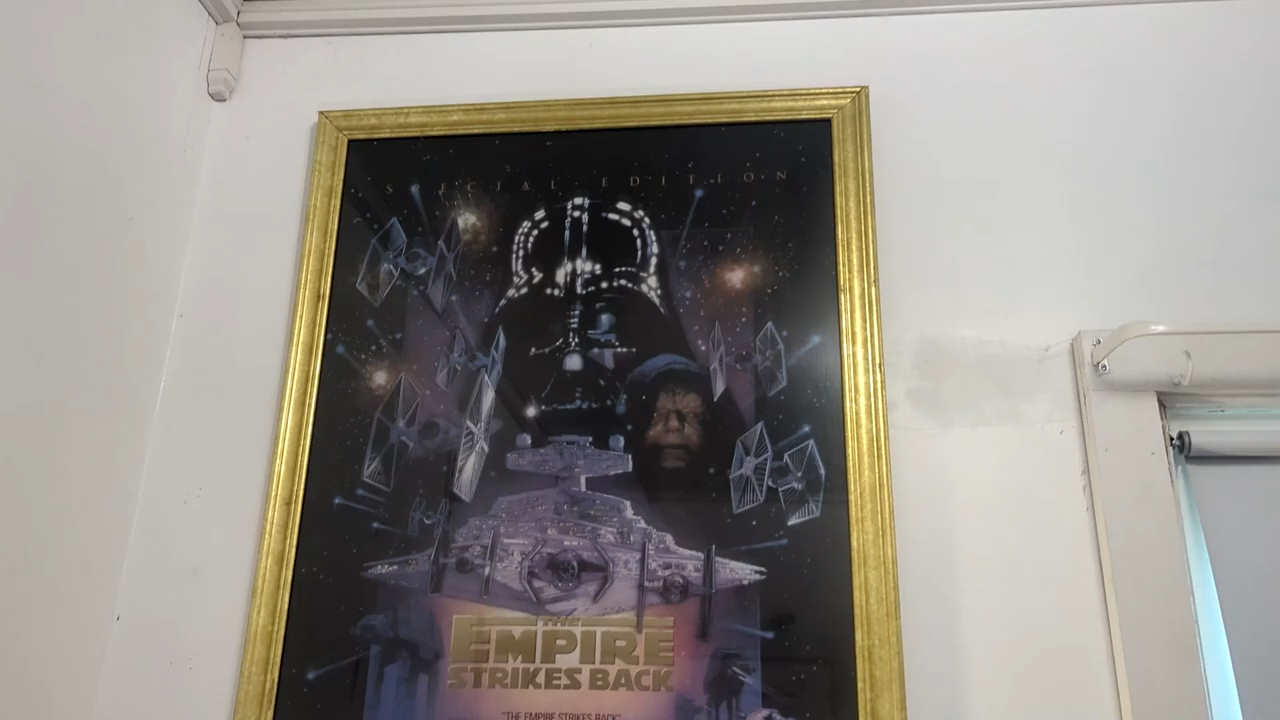 SPECIAL EDITION
THE
EMPIRE
STRIKES BACK
"THE EMPIRE STRIKES BACK"